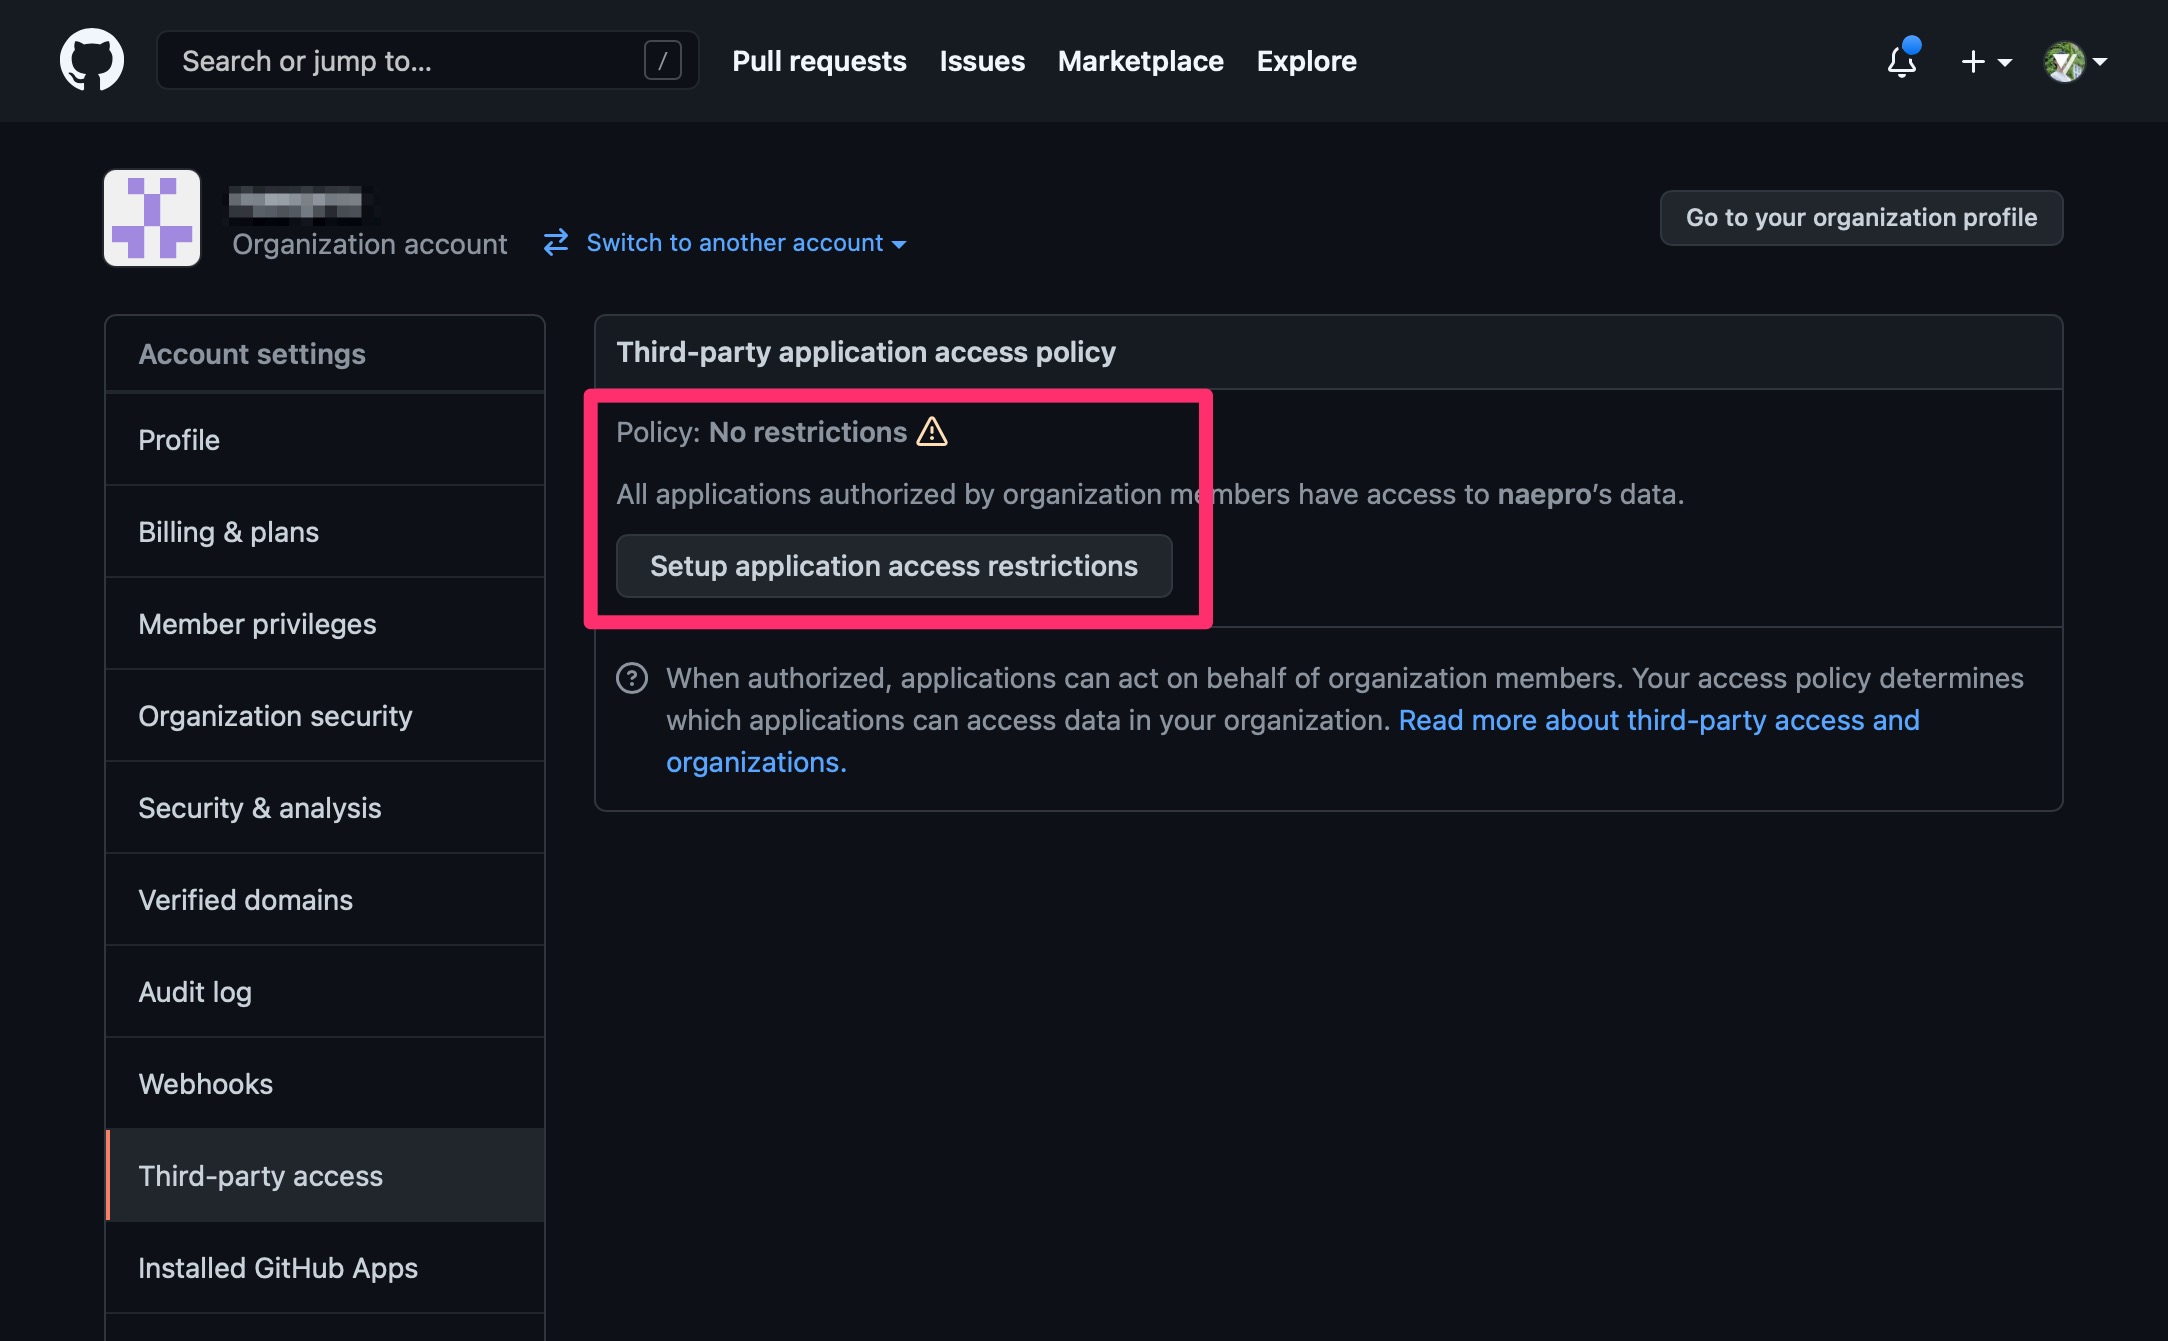 Search or jump to... /
Pull requests Issues Marketplace Explore
Organization account
Switch to another account
Go to your organization profile
Account settings
Profile
Billing & plans
Member privileges
Organization security
Security & analysis
Verified domains
Audit log
Webhooks
Third-party access
Installed GitHub Apps
Third-party application access policy
Policy: No restrictions
All applications authorized by organization members have access to naepro's data.
Setup application access restrictions
When authorized, applications can act on behalf of organization members. Your access policy determines
which applications can access data in your organization. Read more about third-party access and
organizations.